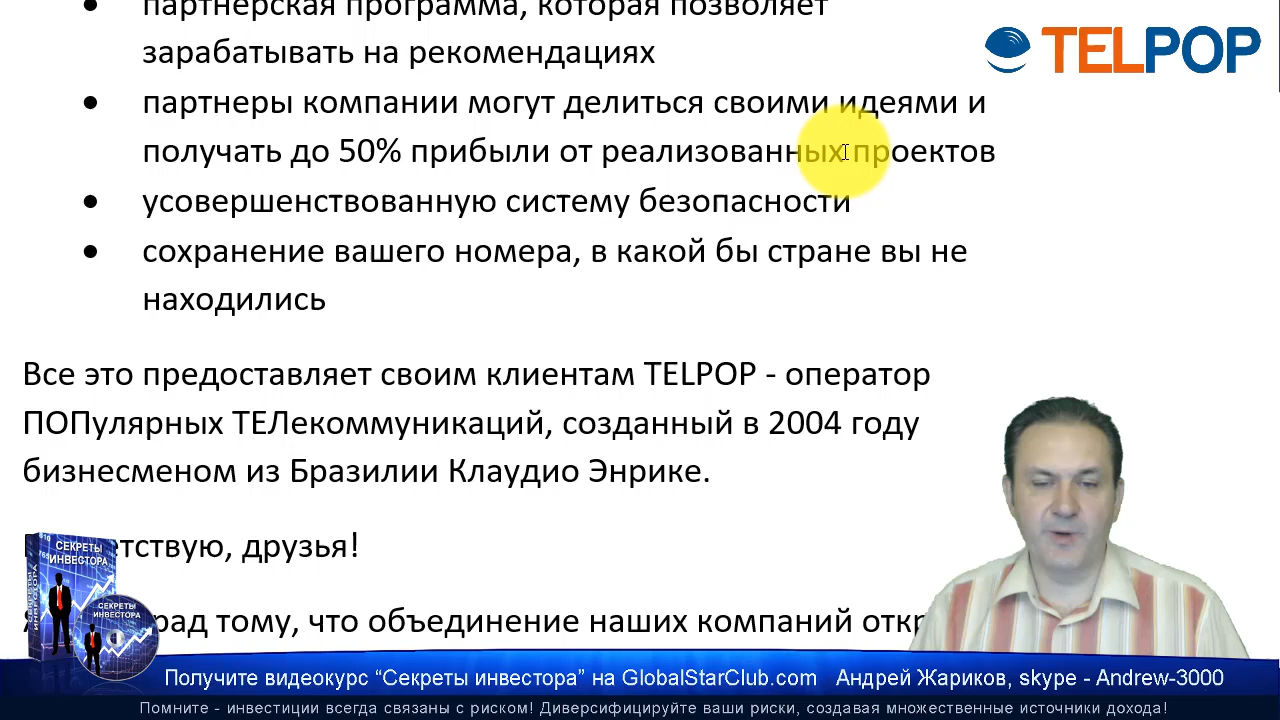 партнерская программа, которая позволяет
зарабатывать на рекомендациях
TELPOP
партнеры компании могут делиться своими идеями и
получать до 50% прибыли от реализованных проектов
усовершенствованную систему безопасности
сохранение вашего номера, в какой бы стране вы не
находились
Все это предоставляет своим клиентам TELPOP - оператор
ПОПулярных ТЕЛекоммуникаций, созданный в 2004 году
бизнесменом из Бразилии Клаудио Энрике.
друзья!
рад тому, что объединение наших компаний
СЕКРЕТЫ
ИНВЕСТОРА
СЕКРЕТЫ
ИНВЕСТОРА
Получите видеокурс “Секреты инвестора” на GlobalStarClub.com Андрей Жариков, skype - Andrew-3000
Помните - инвестиции всегда связаны с риском! Диверсифицируйте ваши риски, создавая множественные источники дохода!